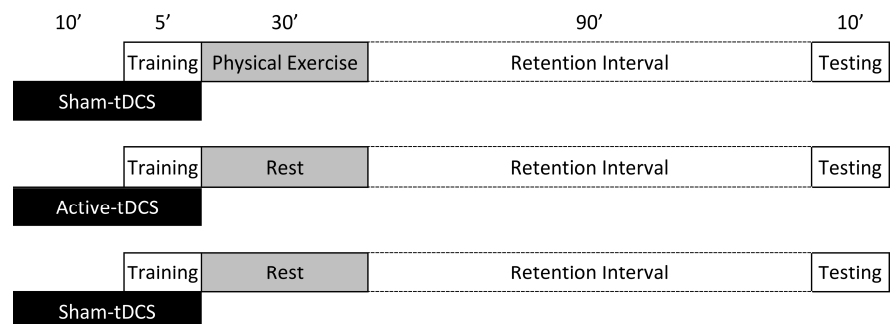 10’ 5’ 30’ 90’ 10’
Training Physical Exercise Retention Interval Testing
Sham-tDCS
Training Rest Retention Interval Testing
Active-tDCS
Training Rest Retention Interval Testing
Sham-tDCS